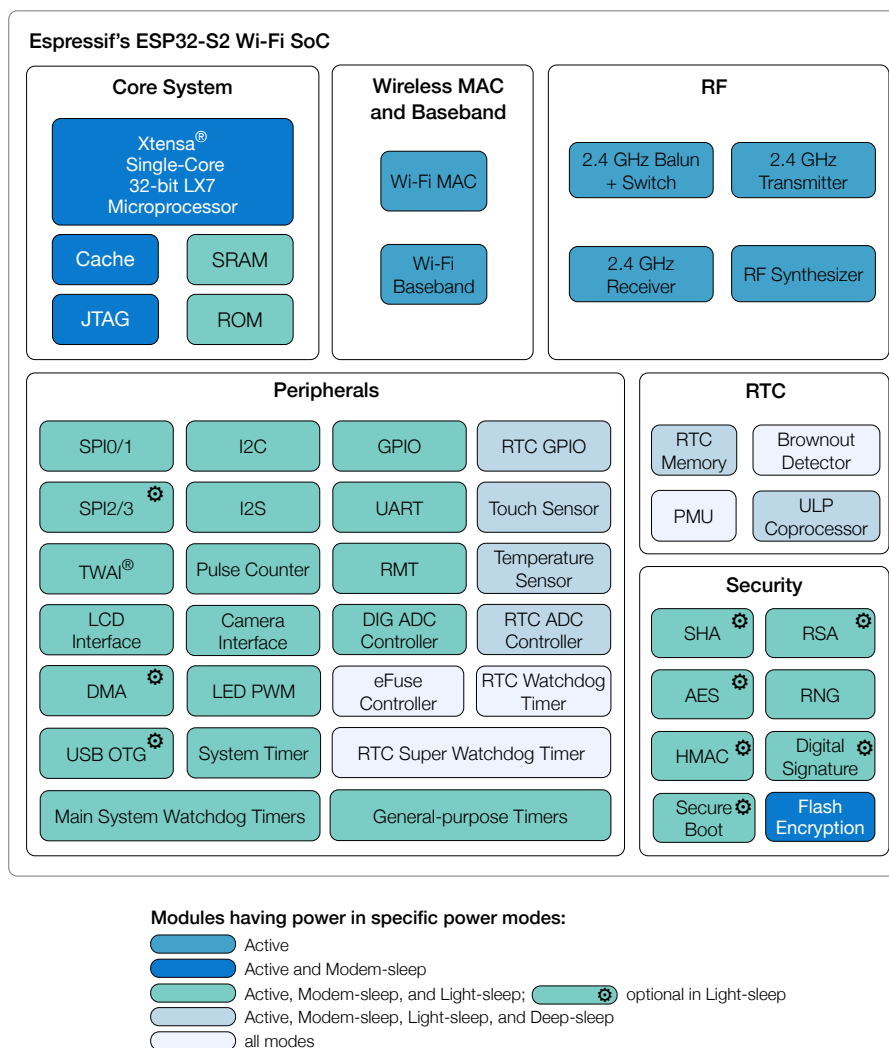 Espressif's ESP32-S2 Wi-Fi SoC
Core System
Xtensa®
Single-Core
32-bit LX7
Microprocessor
Cache
SRAM
JTAG
ROM
Wireless MAC
and Baseband
Wi-Fi MAC
Wi-Fi
Baseband
RF
2.4 GHz Balun
+ Switch
2.4 GHz
Transmitter
2.4 GHz
Receiver
RF Synthesizer
Peripherals
SPI0/1
I2C
GPIO
RTC GPIO
SPI2/3
I2S
UART
Touch Sensor
TWAI®
Pulse Counter
RMT
Temperature
Sensor
LCD
Interface
Camera
Interface
DIG ADC
Controller
RTC ADC
Controller
DMA
LED PWM
eFuse
Controller
RTC Watchdog
Timer
USB OTG
System Timer
RTC Super Watchdog Timer
Main System Watchdog Timers
General-purpose Timers
RTC
RTC
Memory
Brownout
Detector
PMU
ULP
Coprocessor
Security
SHA
RSA
AES
RNG
HMAC
Digital
Signature
Secure
Boot
Flash
Encryption
Modules having power in specific power modes:
Active
Active and Modem-sleep
Active, Modem-sleep, and Light-sleep; optional in Light-sleep
Active, Modem-sleep, Light-sleep, and Deep-sleep
all modes